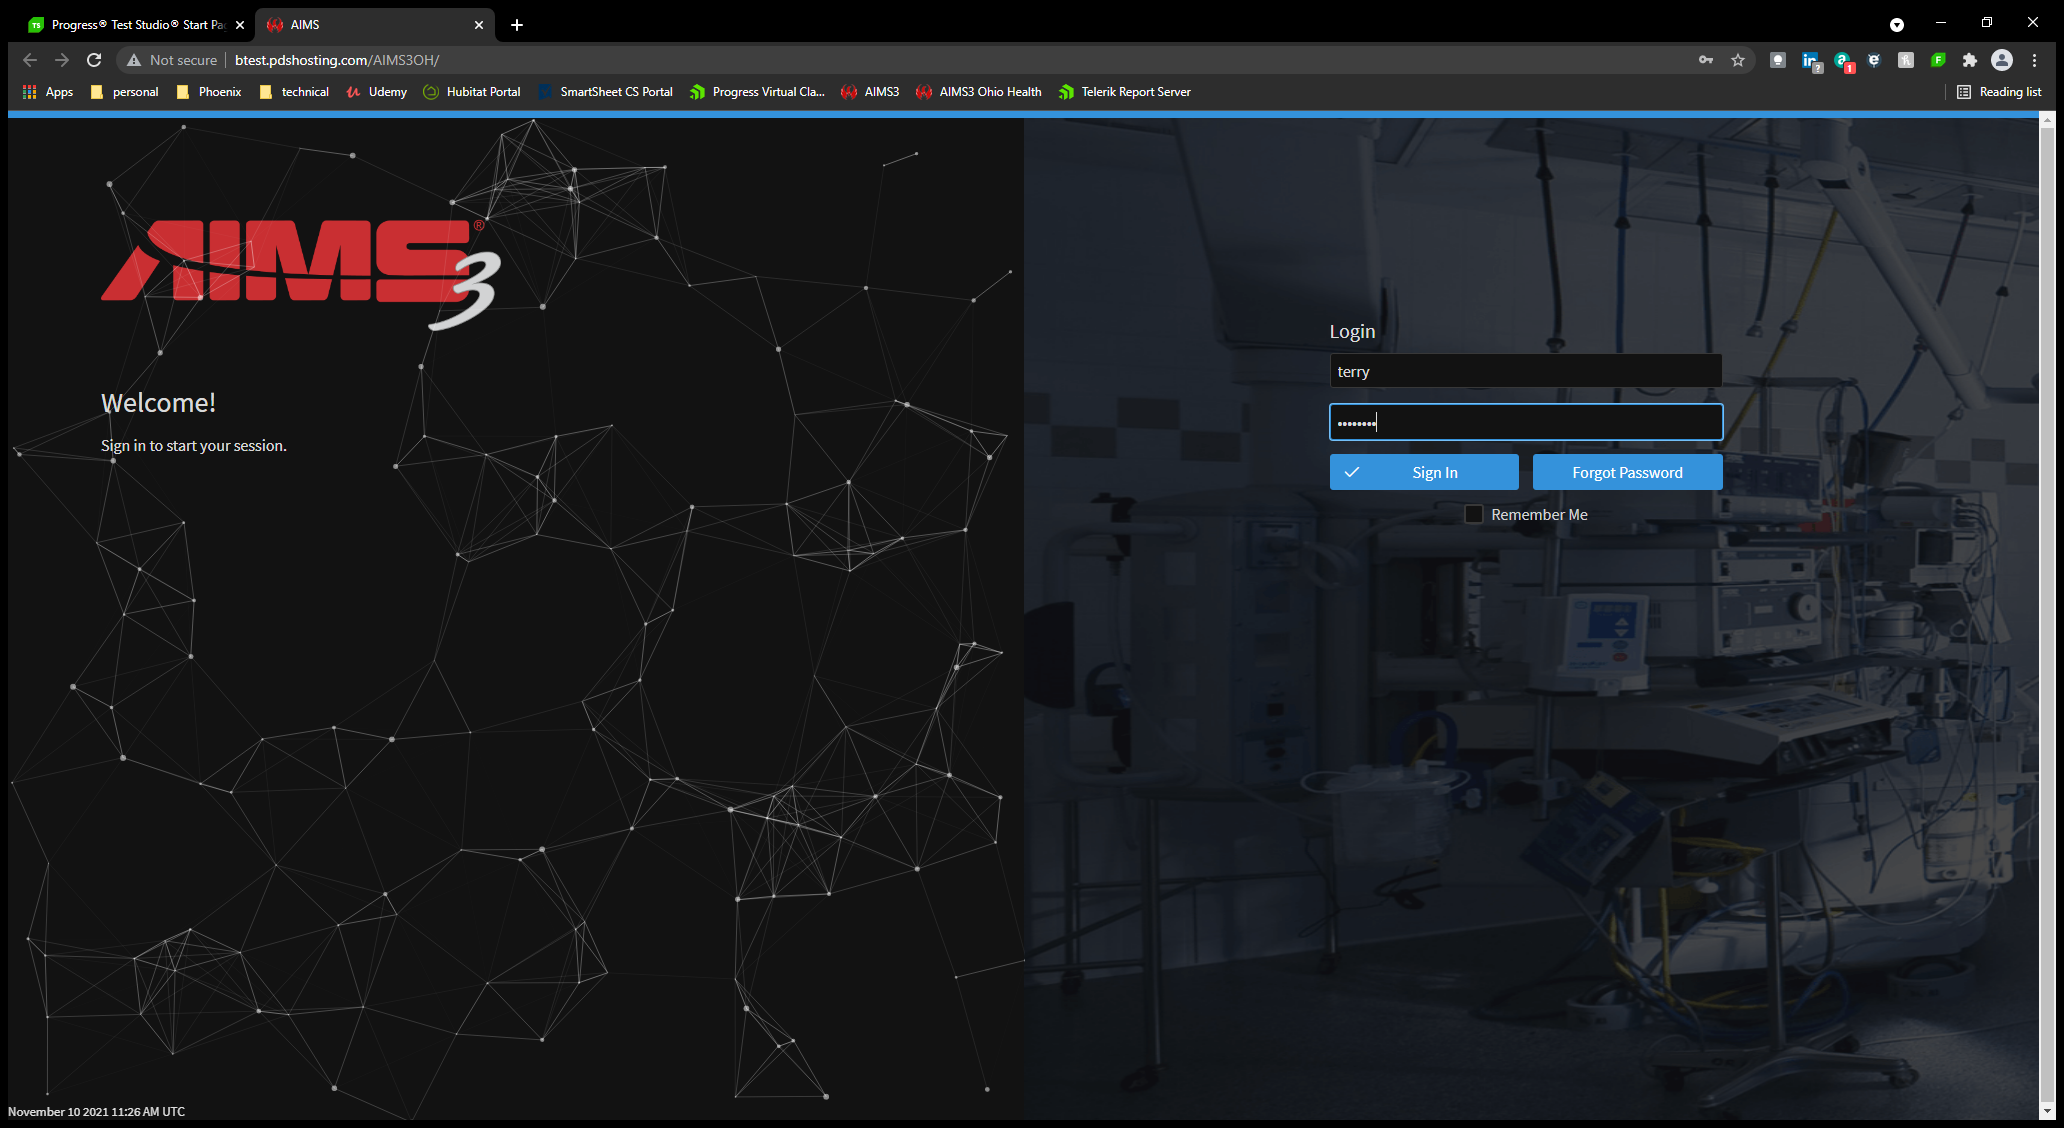 Progress® Test Studio® Start Pa
AIMS
Not secure
btest.pdshosting.com/AIMS3OH/
Apps
personal
Phoenix
technical
Udemy
Hubitat Portal
SmartSheet CS Portal
Progress Virtual Cla...
AIMS3
AIMS3 Ohio Health
Telerik Report Server
Reading list
AIMS®3
Welcome!
Sign in to start your session.
Login
terry
••••••••
Sign In
Forgot Password
Remember Me
November 10 2021 11:26 AM UTC